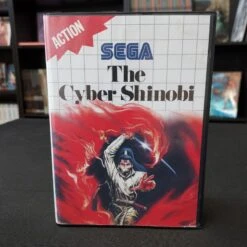 ACTION
SEGA
The
Cyber Shinobi